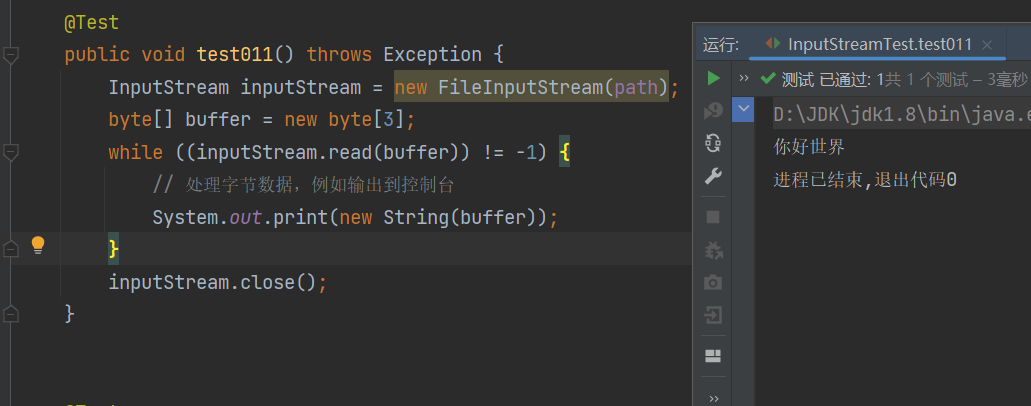 @Test
public void test011() throws Exception {
InputStream inputStream = new FileInputStream(path);
byte[] buffer = new byte[3];
while ((inputStream.read(buffer)) != -1) {
// 处理字节数据，例如输出到控制台
System.out.print(new String(buffer));
}
inputStream.close();
}
运行:
InputStreamTest.test011 ×
»
测试 已通过: 1共 1 个测试 – 3毫秒
D:\JDK\jdk1.8\bin\java.e
你好世界
进程已结束,退出代码0
»